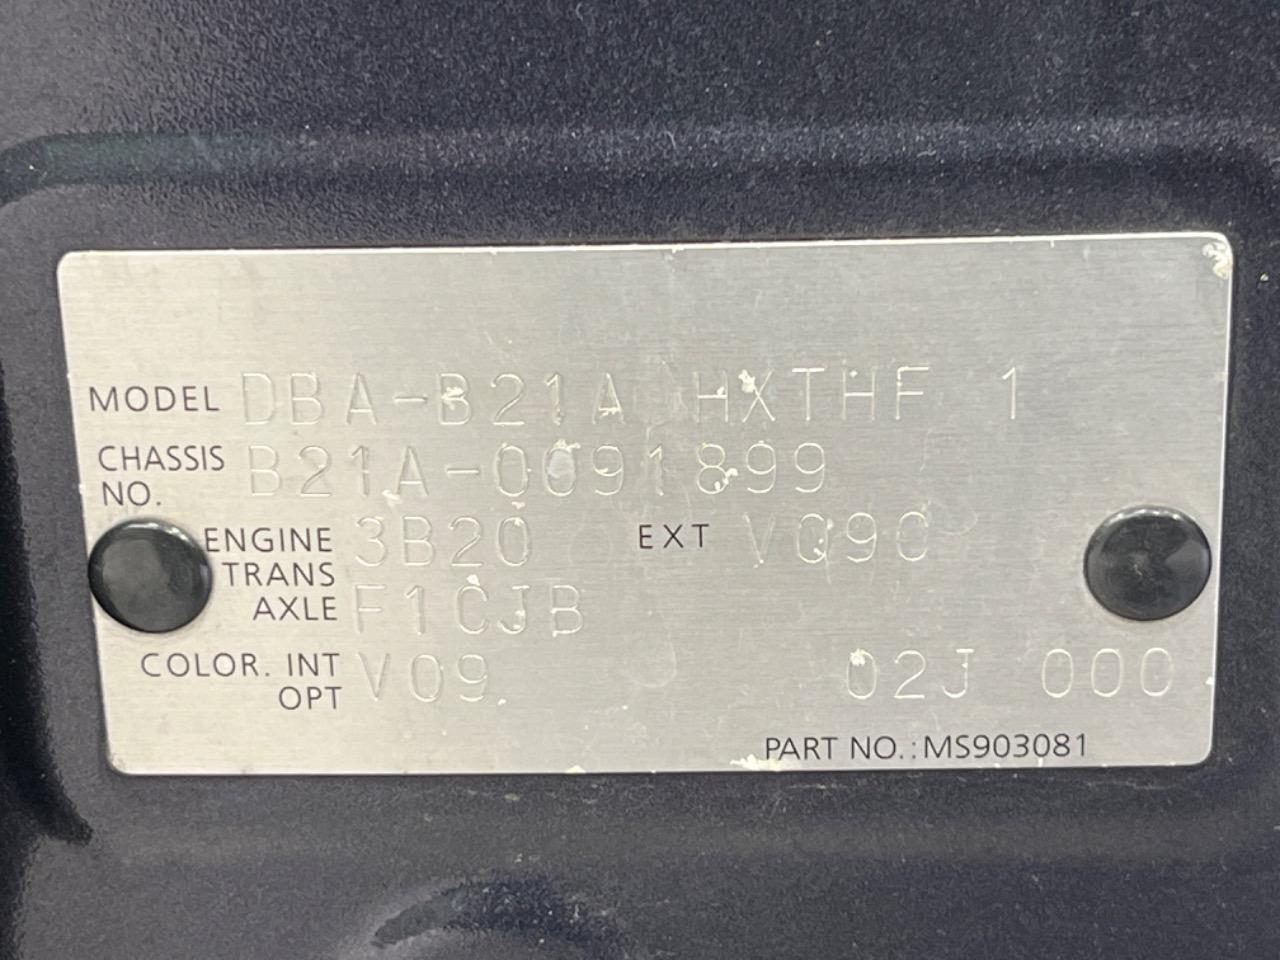 MODEL DBA-B21A HXTHF 1
CHASSIS NO. B21A-0091899
ENGINE 3B20 EXT V09C
TRANS AXLE F1CJB
COLOR. INT OPT V09 02J 000
PART NO.: MS903081